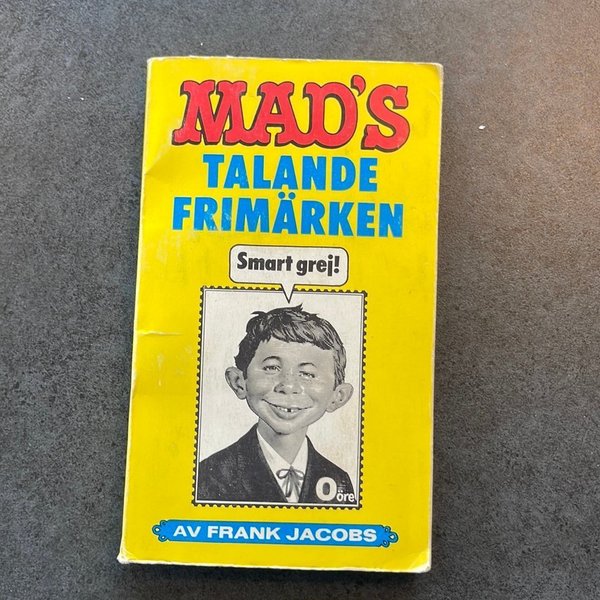 MAD'S
TALANDE
FRIMÄRKEN
Smart grej!
0 öre
AV FRANK JACOBS